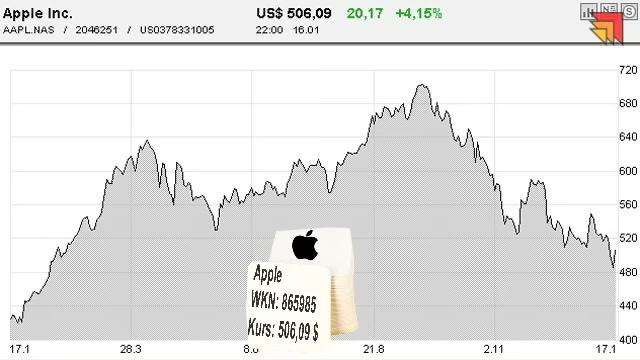 Apple Inc. US$ 506,09 20,17 +4,15%
AAPL.NAS / 2046251 / US0378331005 22:00 16.01
720
680
640
600
560
520
480
440
400
Apple
WKN: 865985
Kurs: 506,09 $
17.1 28.3 21.8 2.11 17.1